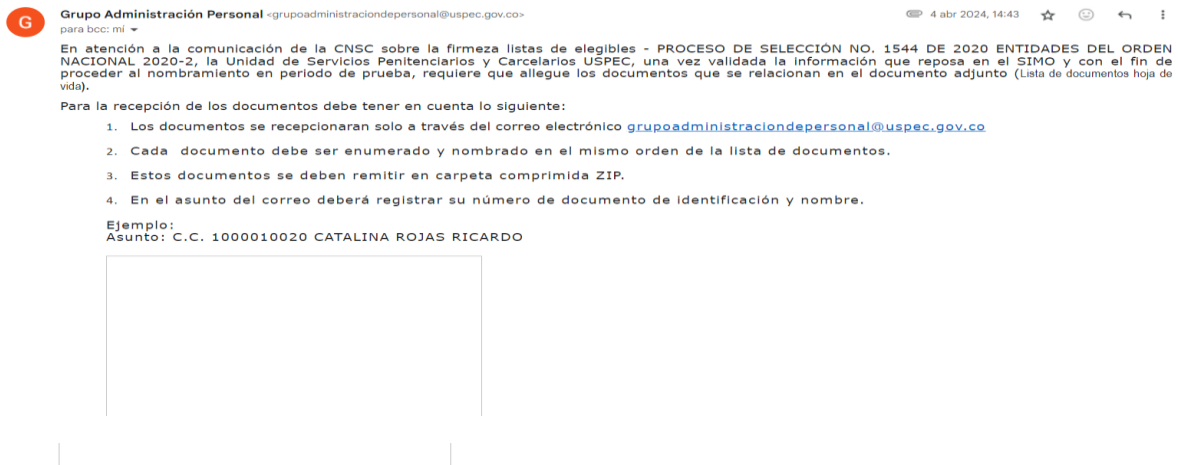 G
Grupo Administración Personal <grupoadministraciondepersonal@uspec.gov.co>
4 abr 2024, 14:43
para bcc: mí
En atención a la comunicación de la CNSC sobre la firmeza listas de elegibles - PROCESO DE SELECCIÓN NO. 1544 DE 2020 ENTIDADES DEL ORDEN
NACIONAL 2020-2, la Unidad de Servicios Penitenciarios y Carcelarios USPEC, una vez validada la información que reposa en el SIMO y con el fin de
proceder al nombramiento en periodo de prueba, requiere que allegue los documentos que se relacionan en el documento adjunto (Lista de documentos hoja de
vida).
Para la recepción de los documentos debe tener en cuenta lo siguiente:
1. Los documentos se recepcionaran solo a través del correo electrónico grupoadministraciondepersonal@uspec.gov.co
2. Cada documento debe ser enumerado y nombrado en el mismo orden de la lista de documentos.
3. Estos documentos se deben remitir en carpeta comprimida ZIP.
4. En el asunto del correo deberá registrar su número de documento de identificación y nombre.
Ejemplo:
Asunto: C.C. 1000010020 CATALINA ROJAS RICARDO